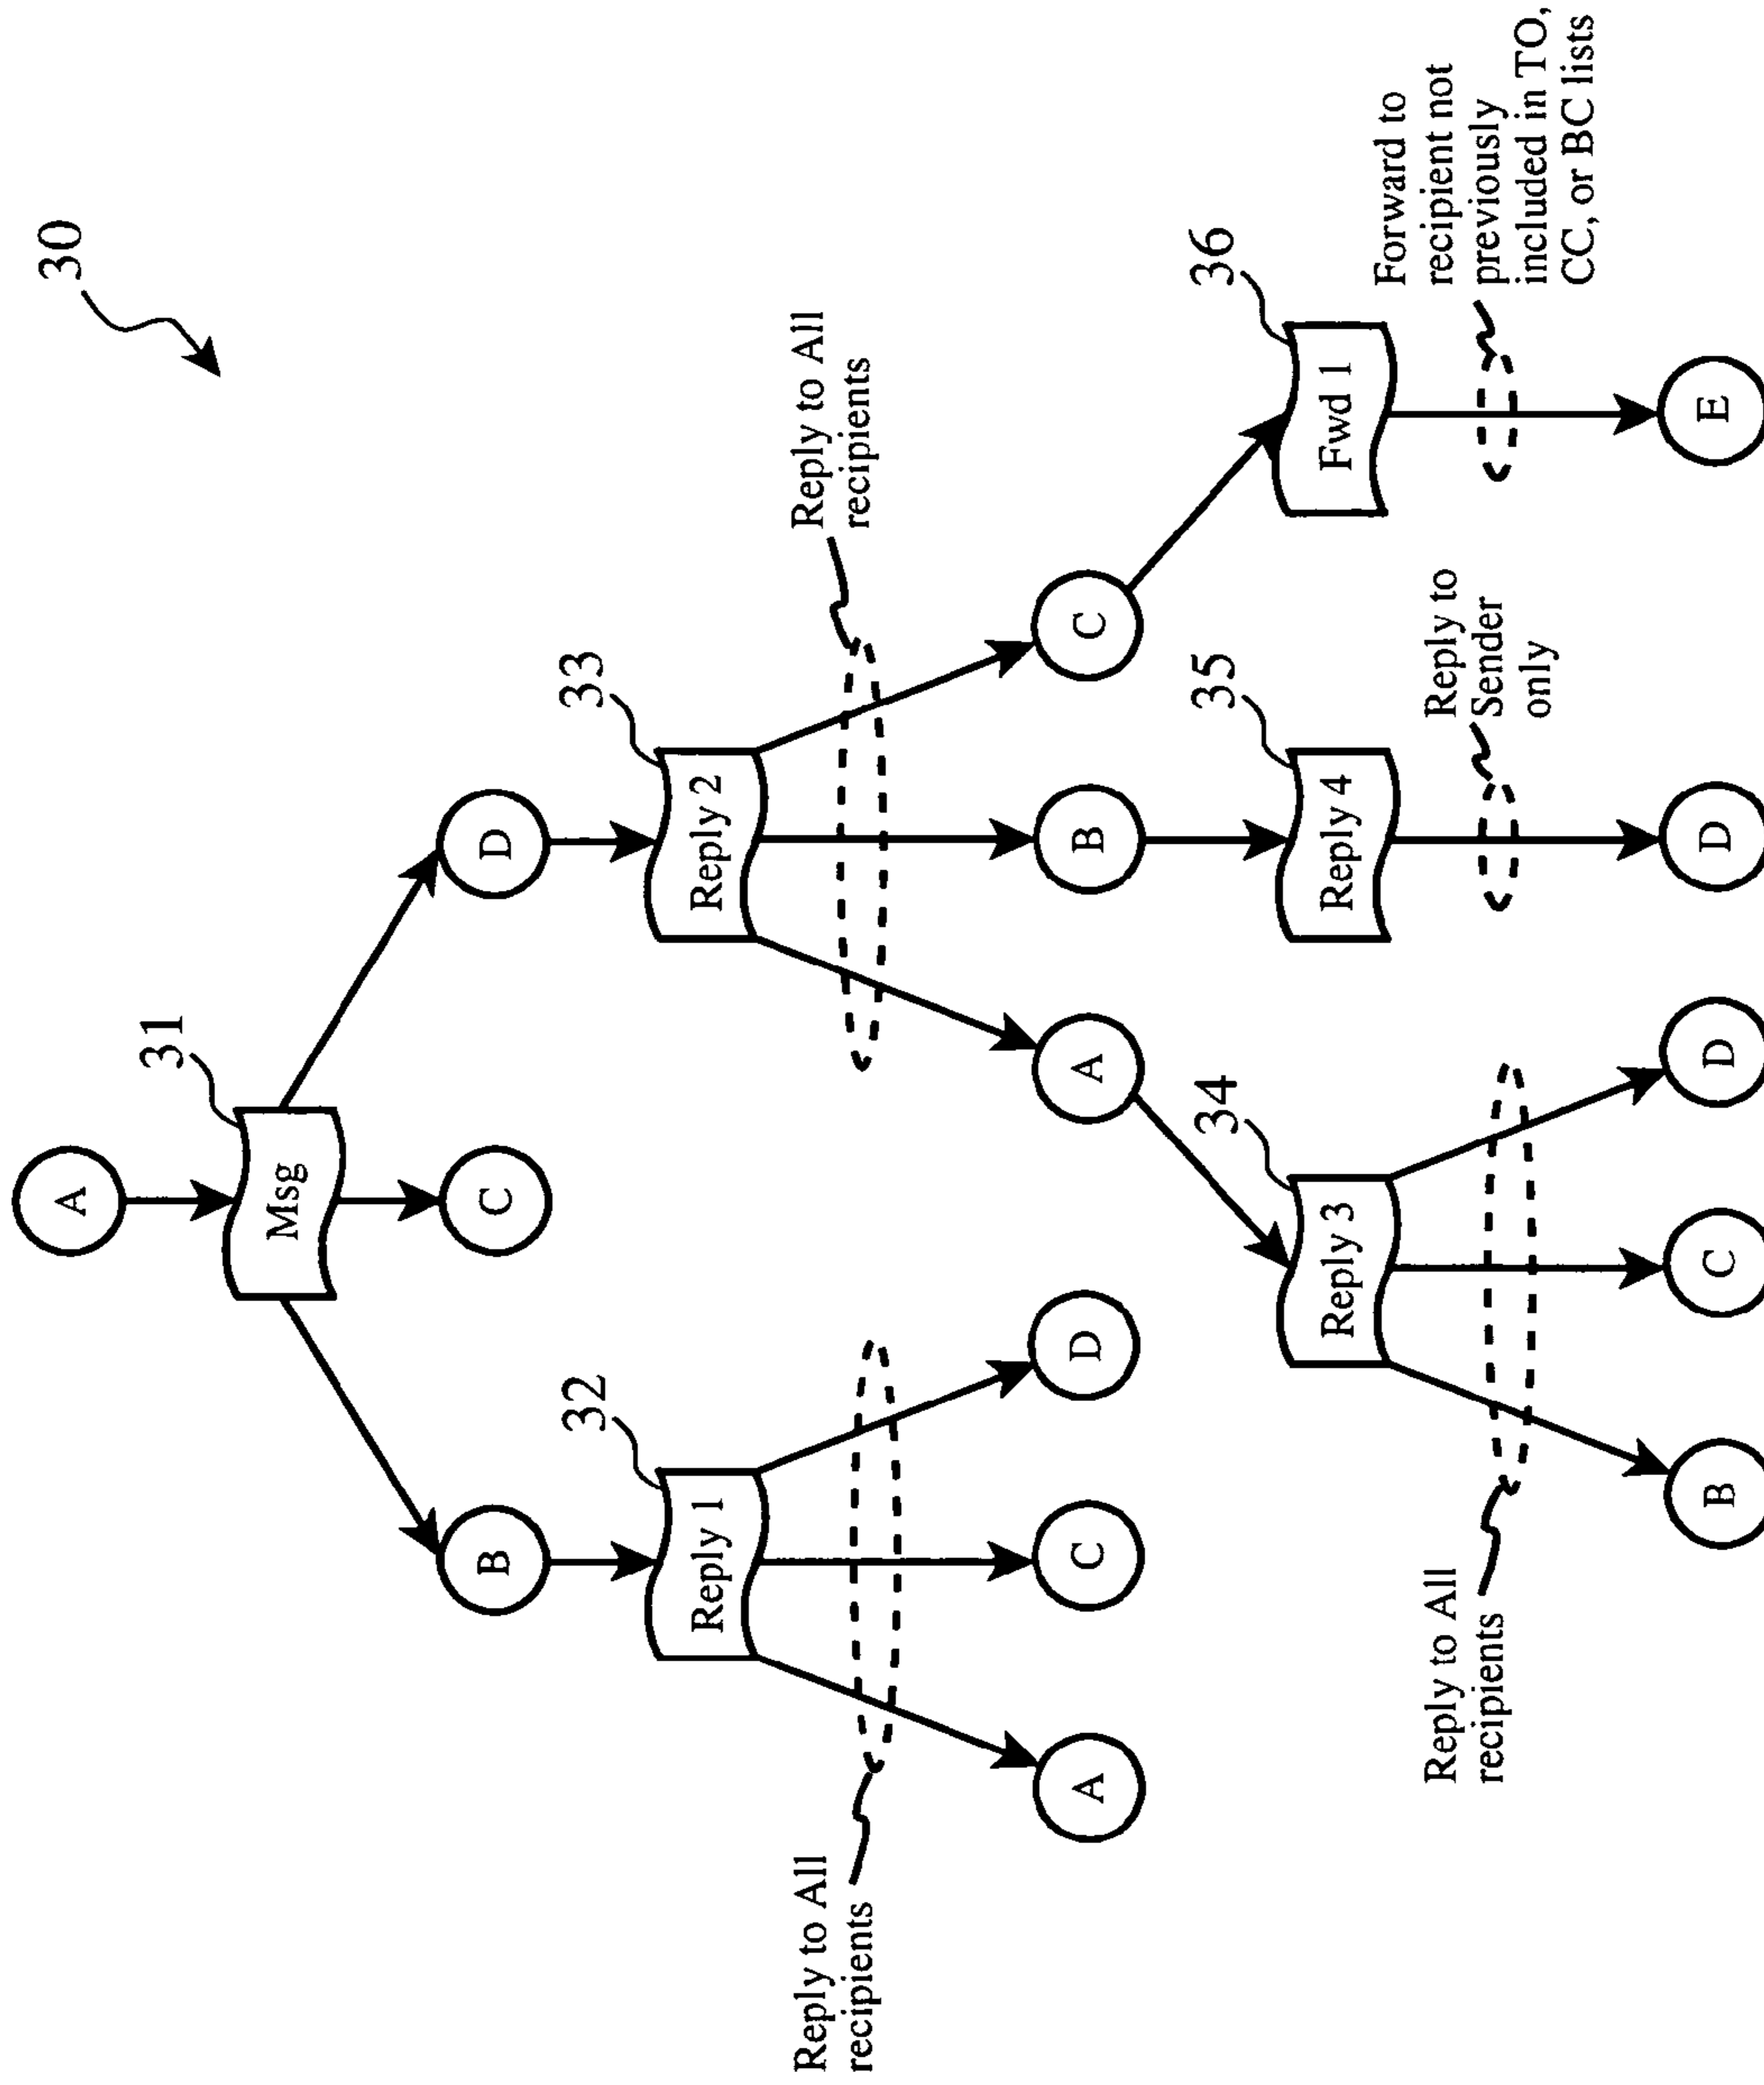 30
A
31
Msg
B
C
D
32
Reply 1
33
Reply 2
Reply to All
recipients
Reply to All
recipients
A
C
D
A
B
C
34
Reply 3
35
Reply 4
36
Fwd 1
Reply to All
recipients
Reply to
Sender
only
Forward to
recipient not
previously
included in TO,
CC, or BC lists
B
C
D
D
E